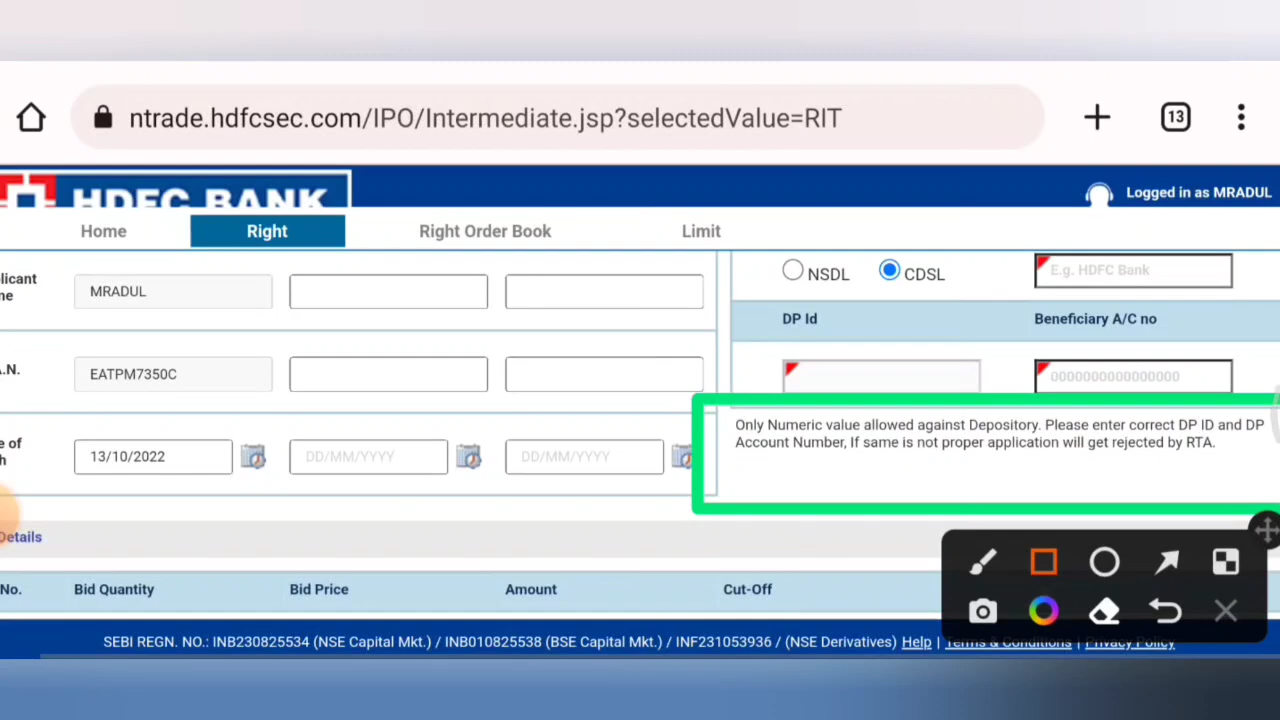 ntrade.hdfcsec.com/IPO/Intermediate.jsp?selectedValue=RIT
13
HDFC BANK
Logged in as MRADUL
Home Right Right Order Book Limit
licant
ne
MRADUL
NSDL CDSL
E.g. HDFC Bank
DP Id Beneficiary A/C no
.N.
EATPM7350C
0000000000000000
e of
h
13/10/2022 DD/MM/YYYY DD/MM/YYYY
Only Numeric value allowed against Depository. Please enter correct DP ID and DP
Account Number, If same is not proper application will get rejected by RTA.
Details
No. Bid Quantity Bid Price Amount Cut-Off
SEBI REGN. NO.: INB230825534 (NSE Capital Mkt.) / INB010825538 (BSE Capital Mkt.) / INF231053936 / (NSE Derivatives) Help | Terms & Conditions | Privacy Policy